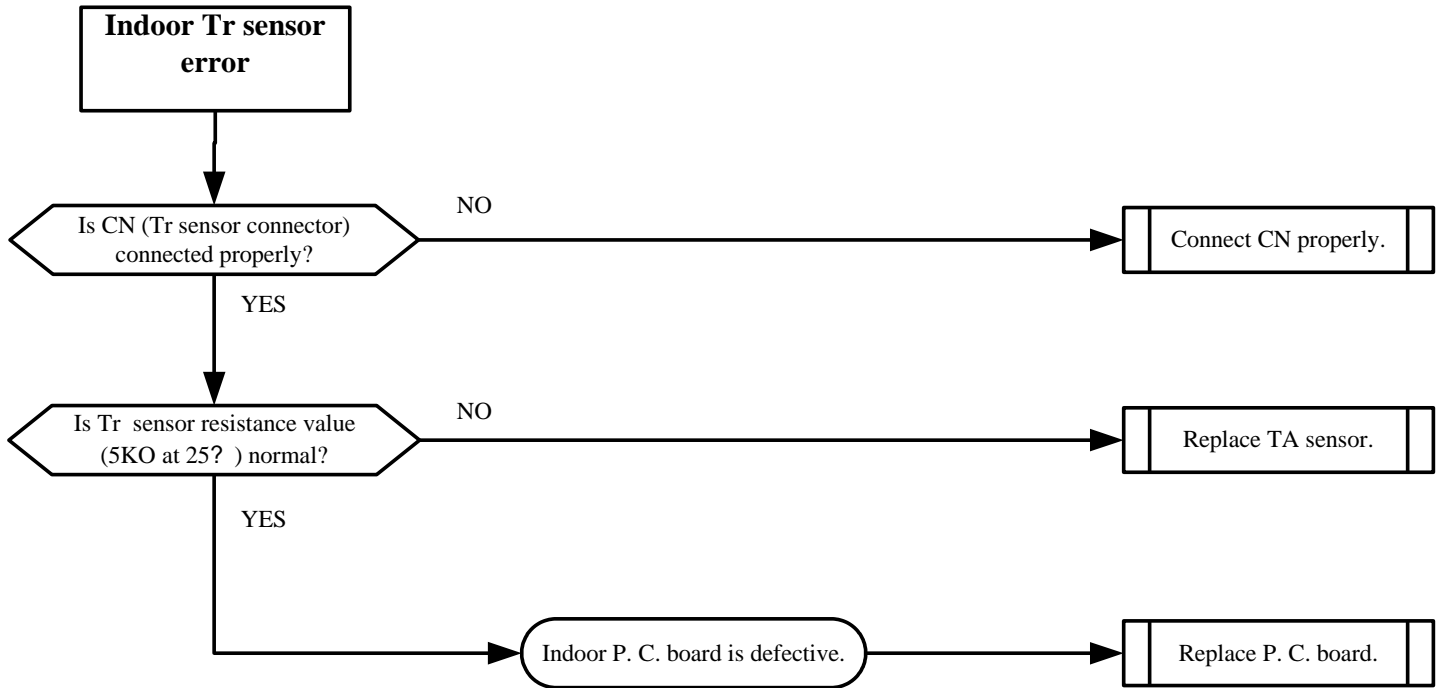 Indoor Tr sensor
error
Is CN (Tr sensor connector)
connected properly?
NO
Connect CN properly.
YES
Is Tr sensor resistance value
(5KO at 25? ) normal?
NO
Replace TA sensor.
YES
Indoor P. C. board is defective.
Replace P. C. board.